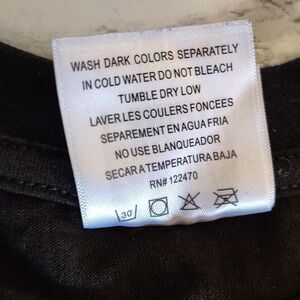 WASH DARK COLORS SEPARATELY
IN COLD WATER DO NOT BLEACH
TUMBLE DRY LOW
LAVER LES COULERS FONCEES
SEPAREMENT EN AGUA FRIA
NO USE BLANQUEADOR
SECAR A TEMPERATURA BAJA
RN# 122470
30